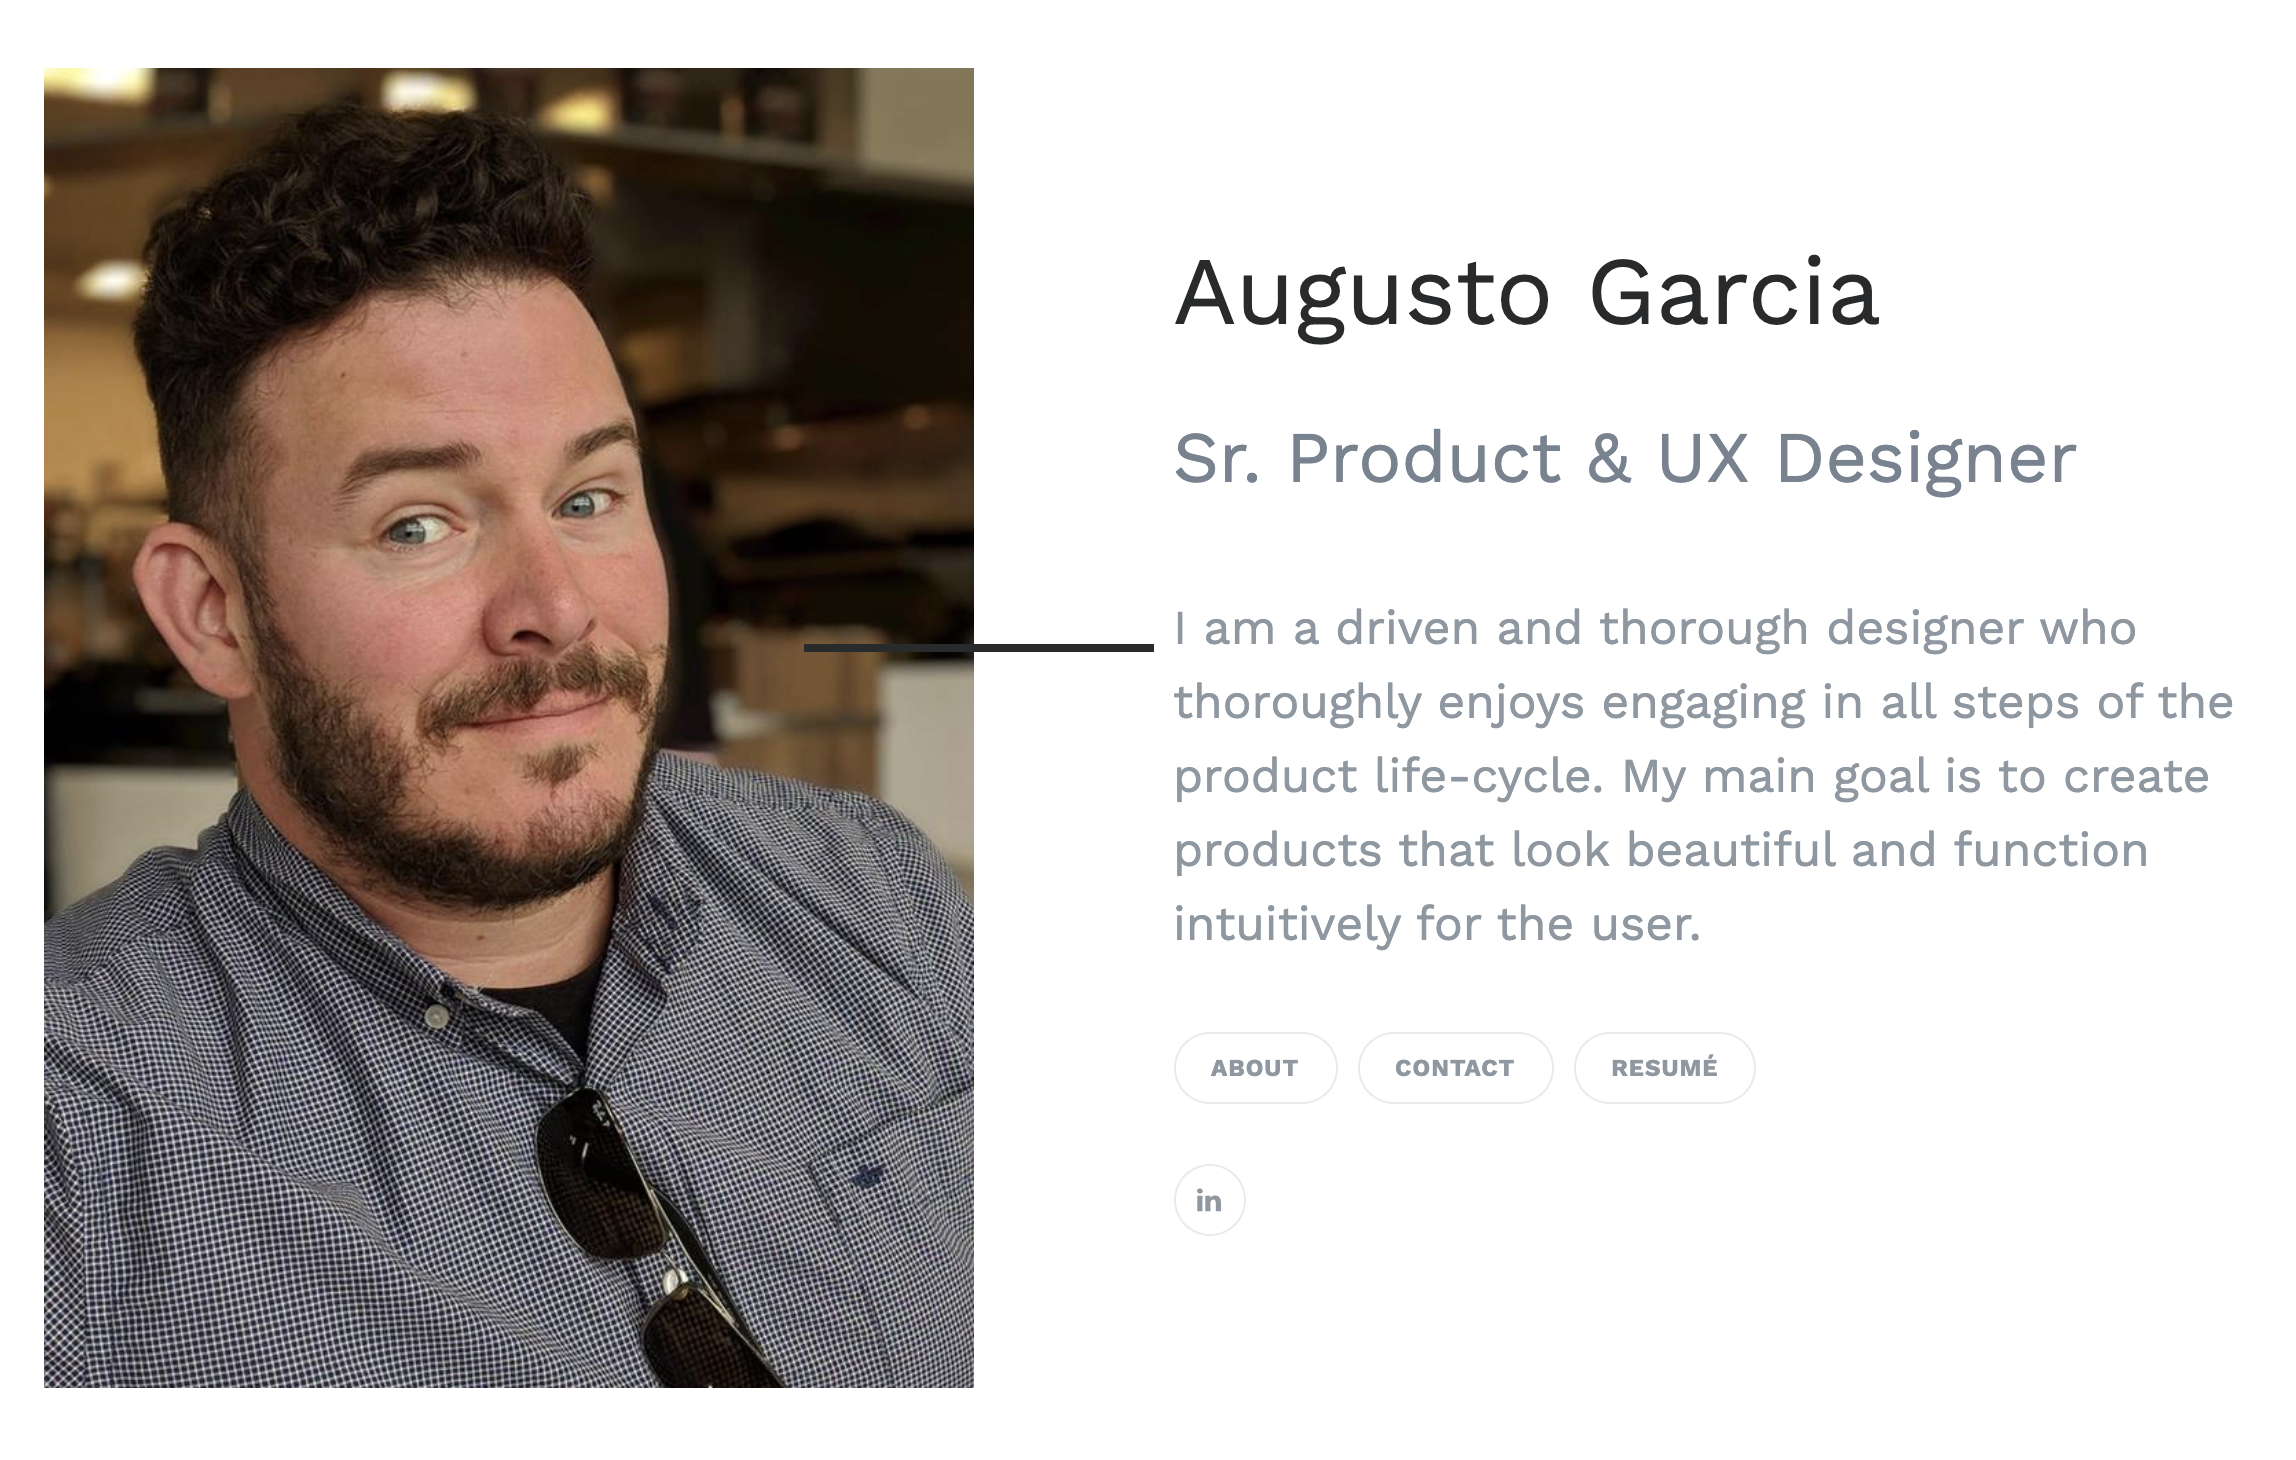 Augusto Garcia
Sr. Product & UX Designer
I am a driven and thorough designer who
thoroughly enjoys engaging in all steps of the
product life-cycle. My main goal is to create
products that look beautiful and function
intuitively for the user.
ABOUT CONTACT RESUMÉ
in